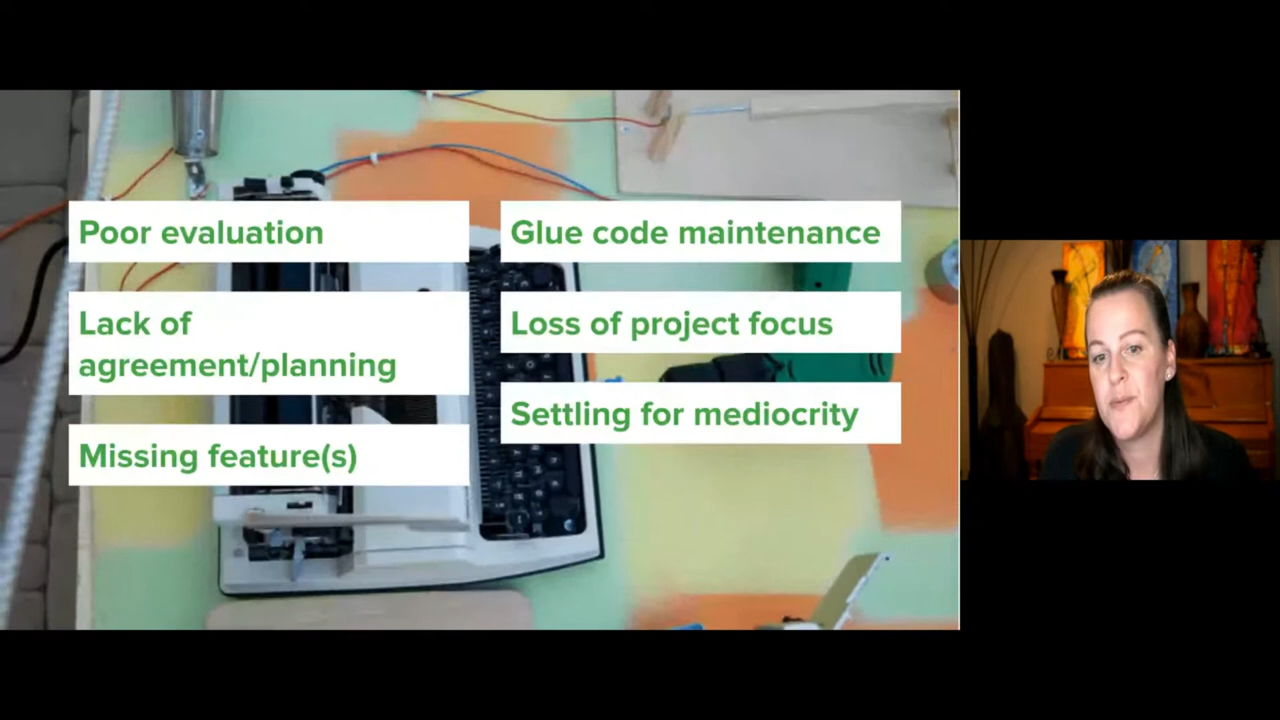 Poor evaluation
Lack of
agreement/planning
Missing feature(s)
Glue code maintenance
Loss of project focus
Settling for mediocrity